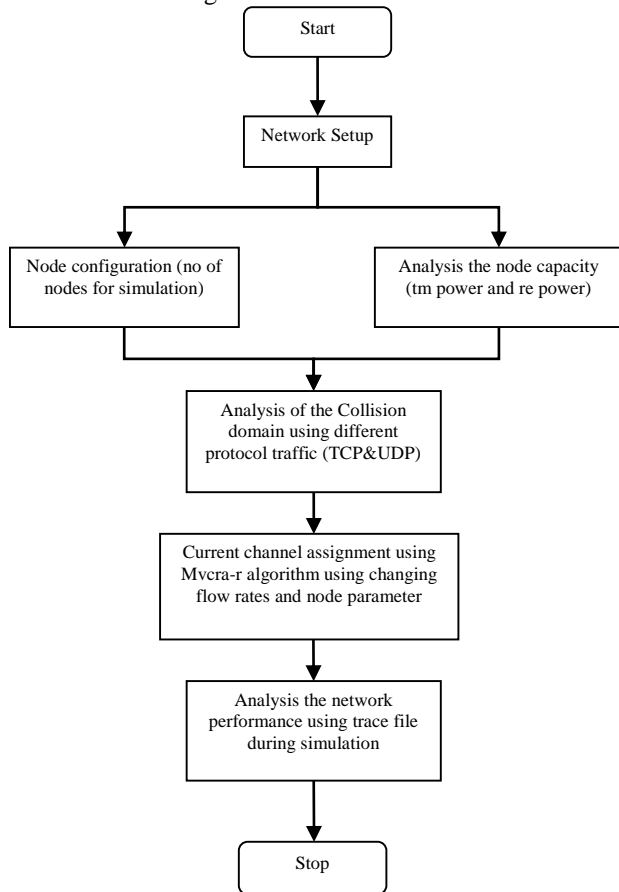 Start
Network Setup
Node configuration (no of
nodes for simulation)
Analysis the node capacity
(tm power and re power)
Analysis of the Collision
domain using different
protocol traffic (TCP&UDP)
Current channel assignment using
Mvcra-r algorithm using changing
flow rates and node parameter
Analysis the network
performance using trace file
during simulation
Stop